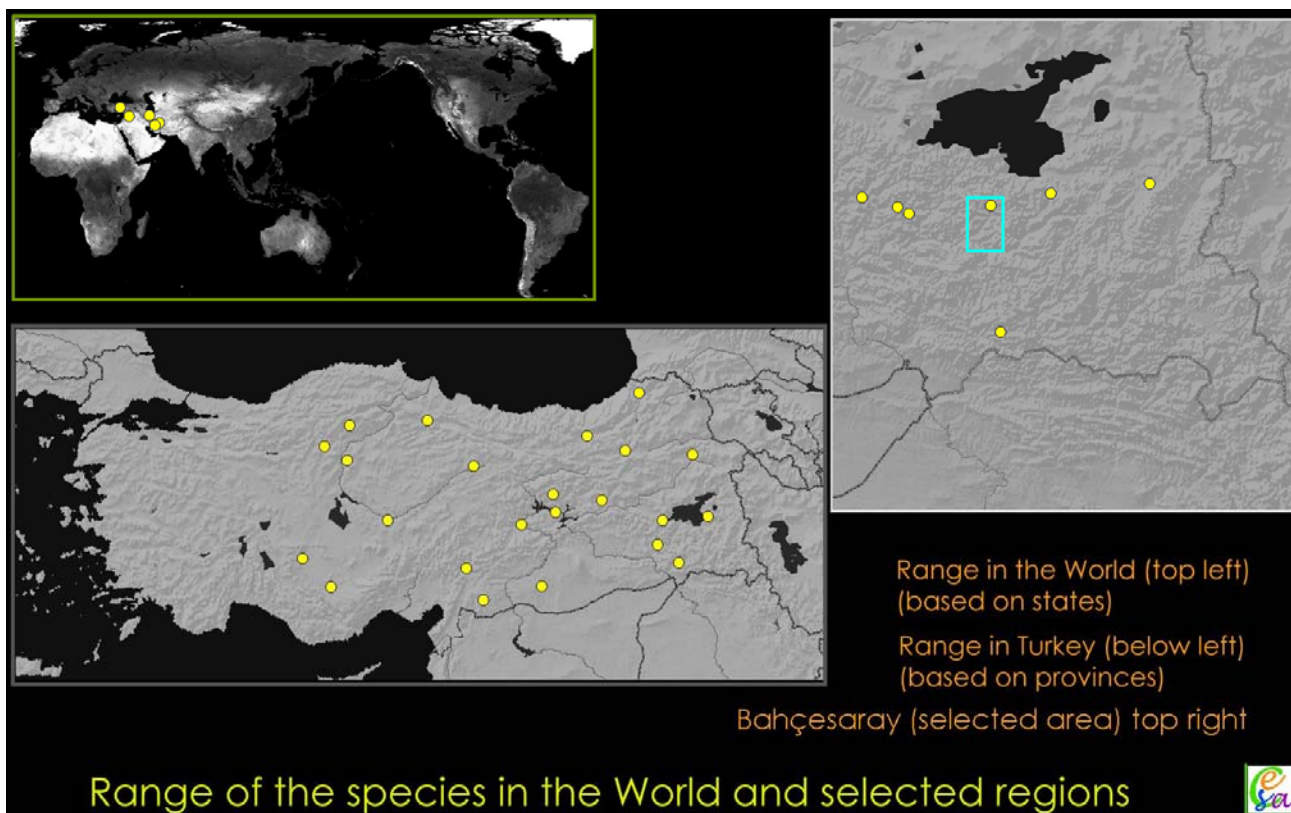 Range in the World (top left)
(based on states)
Range in Turkey (below left)
(based on provinces)
Bahçesaray (selected area) top right
Range of the species in the World and selected regions
esa